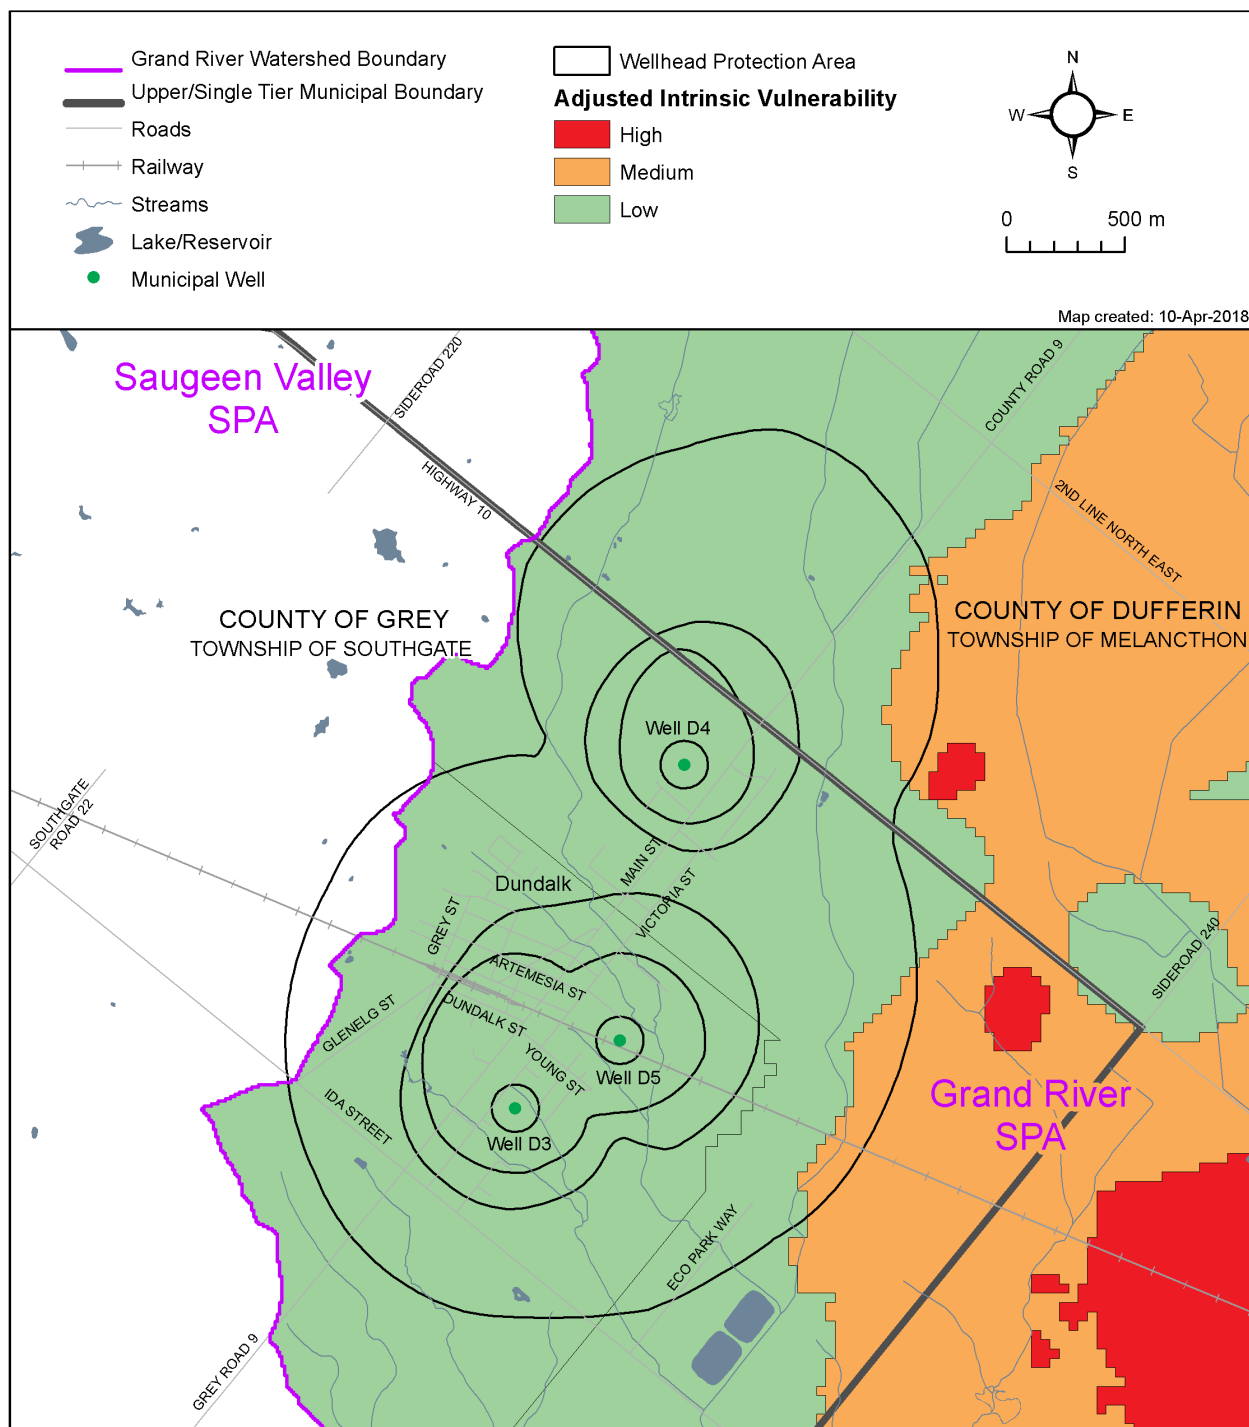 Grand River Watershed Boundary
Upper/Single Tier Municipal Boundary
Roads
Railway
Streams
Lake/Reservoir
Municipal Well
Wellhead Protection Area
Adjusted Intrinsic Vulnerability
High
Medium
Low
N
W E
S
0 500 m
Map created: 10-Apr-2018
Saugeen Valley
SPA
SIDEROAD 220
HIGHWAY 10
COUNTY ROAD 9
2ND LINE NORTH EAST
COUNTY OF GREY
TOWNSHIP OF SOUTHGATE
COUNTY OF DUFFERIN
TOWNSHIP OF MELANCTHON
Well D4
SOUTHGATE
ROAD 22
MAIN ST
VICTORIA ST
Dundalk
GREY ST
ARTEMESIA ST
DUNDALK ST
GLENELG ST
YOUNG ST
SIDEROAD 240
Well D5
IDA STREET
Well D3
Grand River
SPA
ECO PARK WAY
GREY ROAD 9